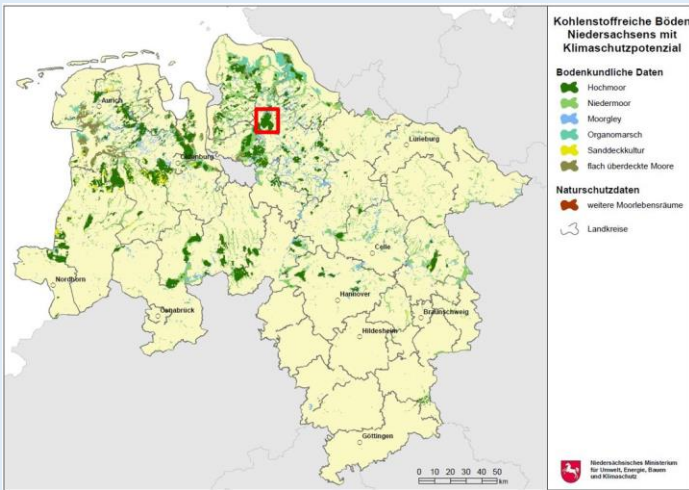 Kohlenstoffreiche Böden
Niedersachsens mit
Klimaschutzpotenzial
Bodenkundliche Daten
Hochmoor
Niedermoor
Moorgley
Organomarsch
Sanddeckkultur
flach überdeckte Moore
Naturschutzdaten
weitere Moorlebensräume
Landkreise
Aurich
Oldenburg
Lüneburg
Celle
Nordhorn
Osnabrück
Hannover
Braunschweig
Hildesheim
Göttingen
0 10 20 30 40 50
km
Niedersächsisches Ministerium
für Umwelt, Energie, Bauen
und Klimaschutz